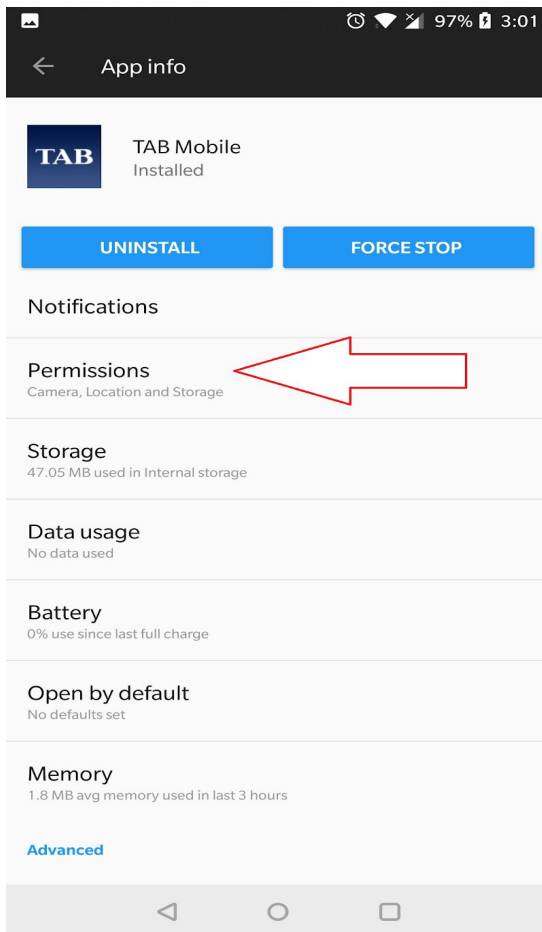 97% 3:01
App info
TAB
TAB Mobile
Installed
UNINSTALL
FORCE STOP
Notifications
Permissions
Camera, Location and Storage
Storage
47.05 MB used in Internal storage
Data usage
No data used
Battery
0% use since last full charge
Open by default
No defaults set
Memory
1.8 MB avg memory used in last 3 hours
Advanced